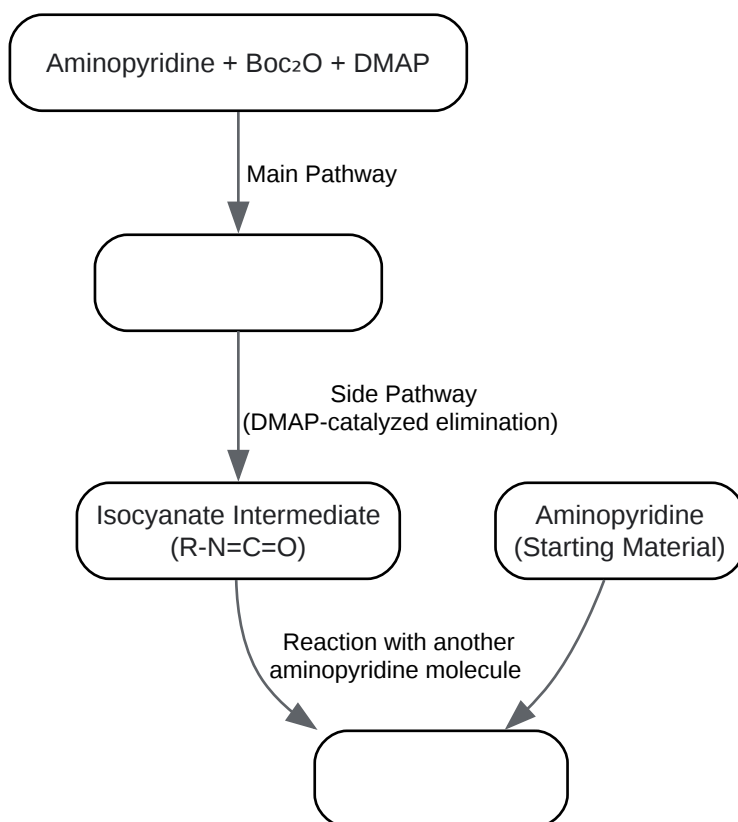 Aminopyridine + Boc₂O + DMAP
Main Pathway
Side Pathway
(DMAP-catalyzed elimination)
Isocyanate Intermediate
(R-N=C=O)
Aminopyridine
(Starting Material)
Reaction with another
aminopyridine molecule